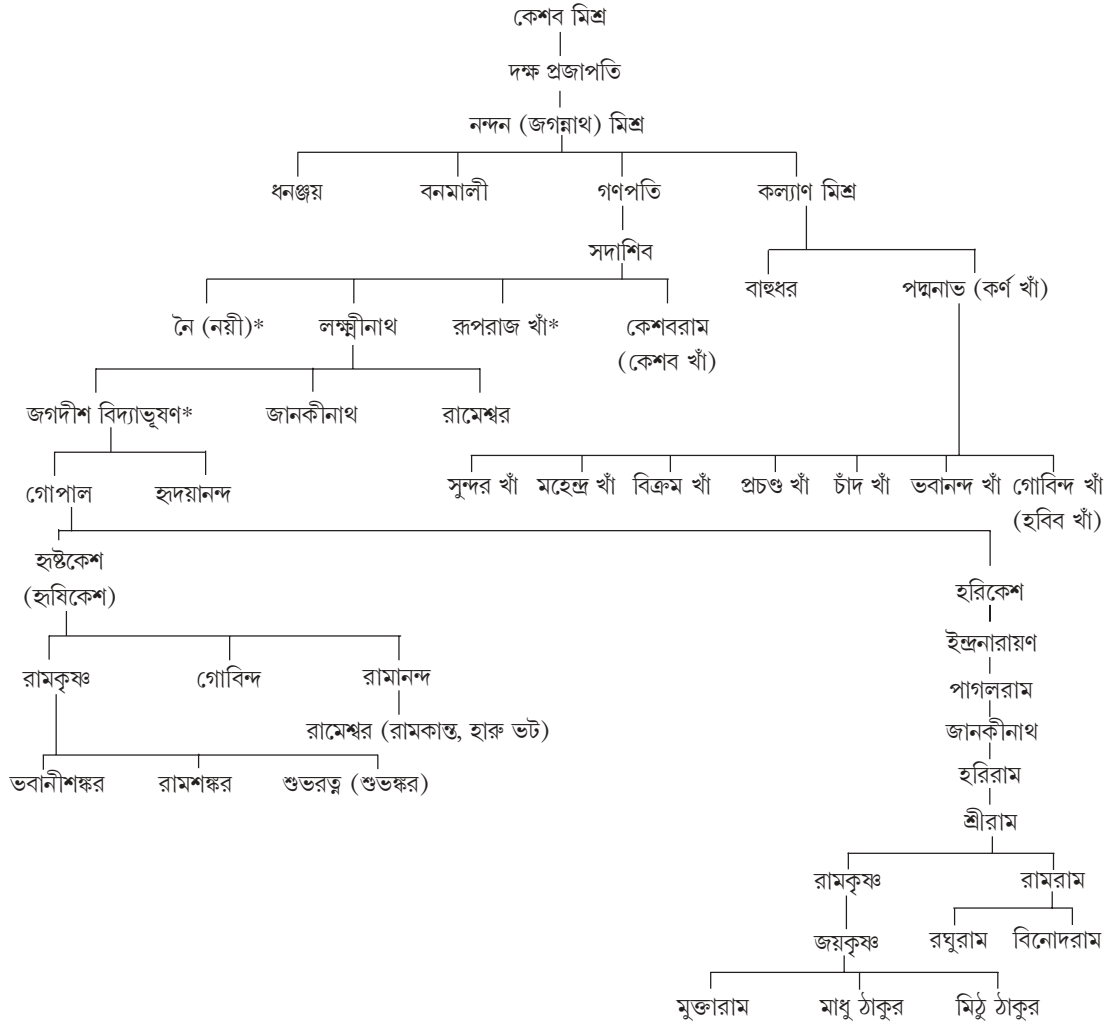 কেশব মিশ্র
দক্ষ প্রজাপতি
নন্দন (জগন্নাথ) মিশ্র
ধনঞ্জয় বনমালী গণপতি কল্যাণ মিশ্র
সদাশিব
বাহুধর পদ্মনাভ (কর্ণ খাঁ)
নৈ (নয়ী)* লক্ষ্মীনাথ রূপরাজ খাঁ* কেশবরাম
(কেশব খাঁ)
জগদীশ বিদ্যাভূষণ* জানকীনাথ রামেশ্বর
গোপাল হৃদয়ানন্দ সুন্দর খাঁ মহেন্দ্র খাঁ বিক্রম খাঁ প্রচণ্ড খাঁ চাঁদ খাঁ ভবানন্দ খাঁ গোবিন্দ খাঁ
(হবিব খাঁ)
হৃষ্টকেশ
(হৃষিকেশ) হরিকেশ
ইন্দ্রনারায়ণ
রামকৃষ্ণ গোবিন্দ রামানন্দ পাগলরাম
রামেশ্বর (রামকান্ত, হারু ভট) জানকীনাথ
ভবানীশঙ্কর রামশঙ্কর শুভরত্ন (শুভঙ্কর) হরিরাম
শ্রীরাম
রামকৃষ্ণ রামরাম
জয়কৃষ্ণ রঘুরাম বিনোদরাম
মুক্তারাম মাধু ঠাকুর মিঠু ঠাকুর